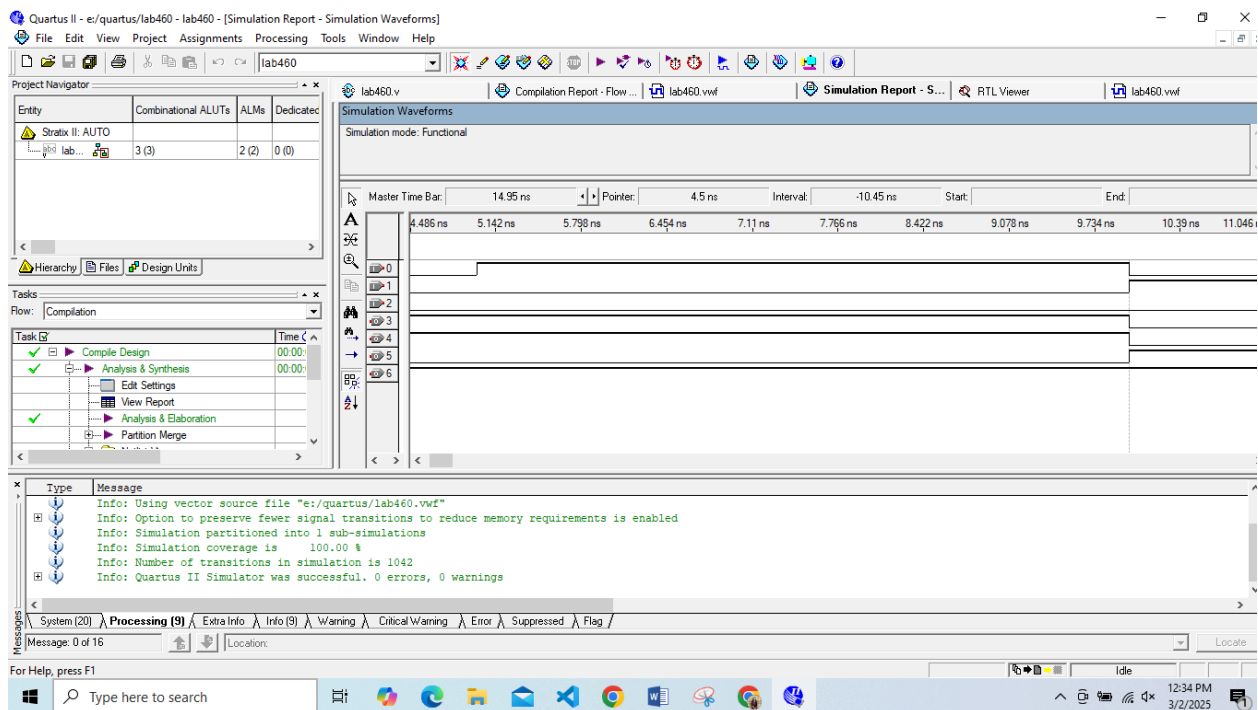 Quartus II - e:/quartus/lab460 - lab460 - [Simulation Report - Simulation Waveforms]
File Edit View Project Assignments Processing Tools Window Help
lab460
Project Navigator
Entity Combinational ALUTs ALMs Dedicated
Stratix II: AUTO
lab... 3 (3) 2 (2) 0 (0)
Hierarchy Files Design Units
Tasks
Flow: Compilation
Task Time (
Compile Design 00:00:
Analysis & Synthesis 00:00:
Edit Settings
View Report
Analysis & Elaboration
Partition Merge
lab460.v Compilation Report - Flow ... lab460.vwf Simulation Report - S... RTL Viewer lab460.vwf
Simulation Waveforms
Simulation mode: Functional
Master Time Bar: 14.95 ns Pointer: 4.5 ns Interval: -10.45 ns Start: End:
4.486 ns 5.142 ns 5.798 ns 6.454 ns 7.11 ns 7.766 ns 8.422 ns 9.078 ns 9.734 ns 10.39 ns 11.046
0
1
2
3
4
5
6
Type Message
Info: Using vector source file "e:/quartus/lab460.vwf"
Info: Option to preserve fewer signal transitions to reduce memory requirements is enabled
Info: Simulation partitioned into 1 sub-simulations
Info: Simulation coverage is 100.00 %
Info: Number of transitions in simulation is 1042
Info: Quartus II Simulator was successful. 0 errors, 0 warnings
System (20) Processing (9) Extra Info Info (9) Warning Critical Warning Error Suppressed Flag
Messages
Message: 0 of 16 Location: Locate
For Help, press F1 Idle
Type here to search
12:34 PM
3/2/2025